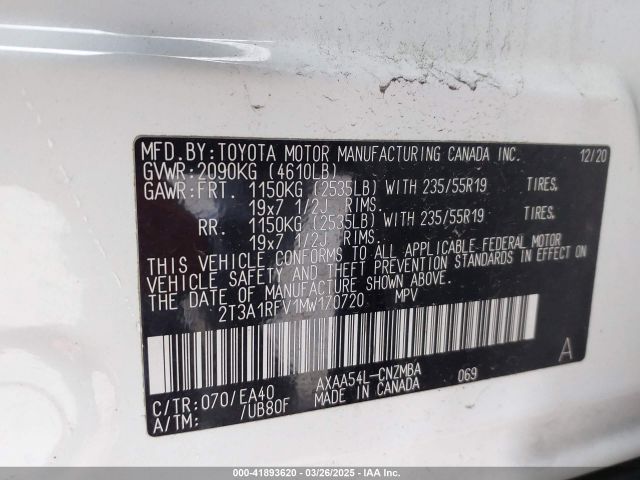 MFD.BY:TOYOTA MOTOR MANUFACTURING CANADA INC. 12/20
GVWR:2090KG (4610LB)
GAWR:FRT. 1150KG (2535LB) WITH 235/55R19 TIRES.
19x7 1/2J RIMS.
RR. 1150KG (2535LB) WITH 235/55R19 TIRES.
19x7 1/2J RIMS.
THIS VEHICLE CONFORMS TO ALL APPLICABLE FEDERAL MOTOR
VEHICLE SAFETY AND THEFT PREVENTION STANDARDS IN EFFECT ON
THE DATE OF MANUFACTURE SHOWN ABOVE.
2T3A1RFV1MW170720 MPV
A
C/TR:070/EA40 AXAA54L-CNZMBA 069
A/TM: /UB80F MADE IN CANADA
000-41893620 • 03/26/2025 • IAA Inc.